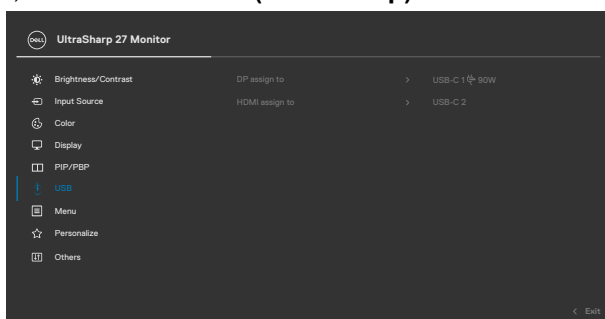 DELL UltraSharp 27 Monitor
Brightness/Contrast DP assign to > USB-C 1 90W
Input Source HDMI assign to > USB-C 2
Color
Display
PIP/PBP
USB
Menu
Personalize
Others
< Exit